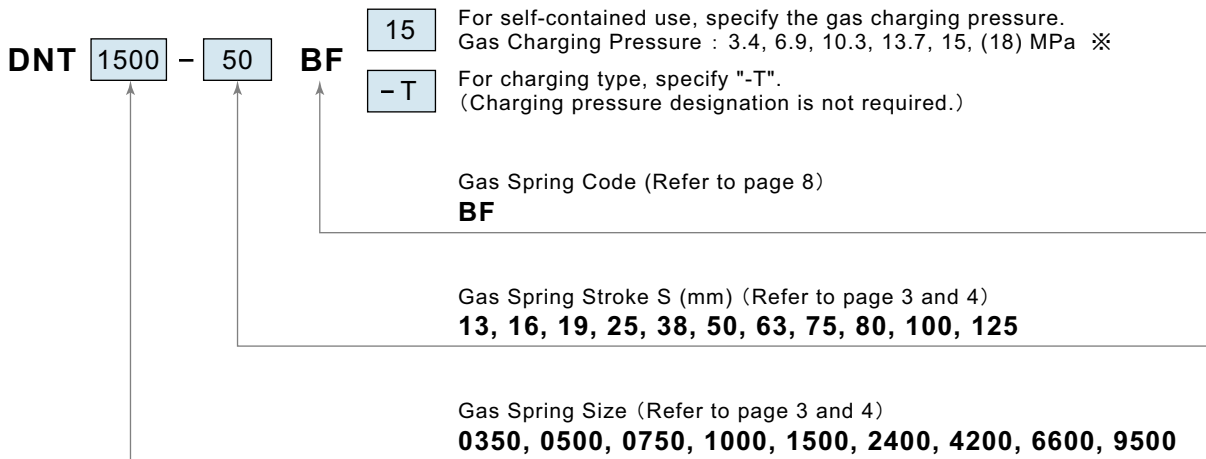 DNT 1500 - 50 BF
15
For self-contained use, specify the gas charging pressure.
Gas Charging Pressure : 3.4, 6.9, 10.3, 13.7, 15, (18) MPa ※
-T
For charging type, specify "-T".
(Charging pressure designation is not required.)
Gas Spring Code (Refer to page 8)
BF
Gas Spring Stroke S (mm) (Refer to page 3 and 4)
13, 16, 19, 25, 38, 50, 63, 75, 80, 100, 125
Gas Spring Size (Refer to page 3 and 4)
0350, 0500, 0750, 1000, 1500, 2400, 4200, 6600, 9500